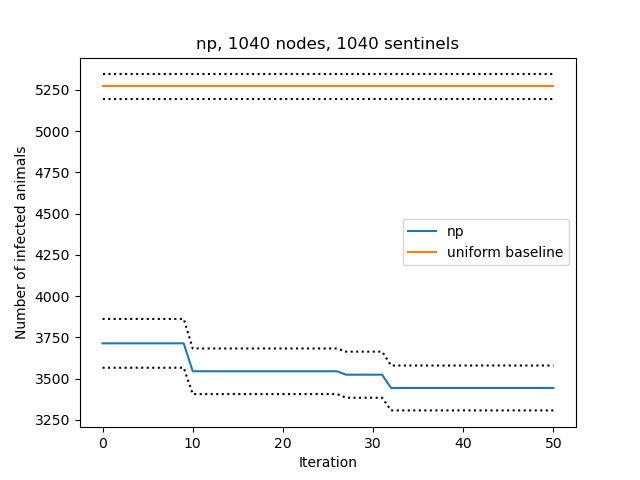 np, 1040 nodes, 1040 sentinels
Number of infected animals
5250
5000
4750
4500
4250
4000
3750
3500
3250
np
uniform baseline
0 10 20 30 40 50
Iteration